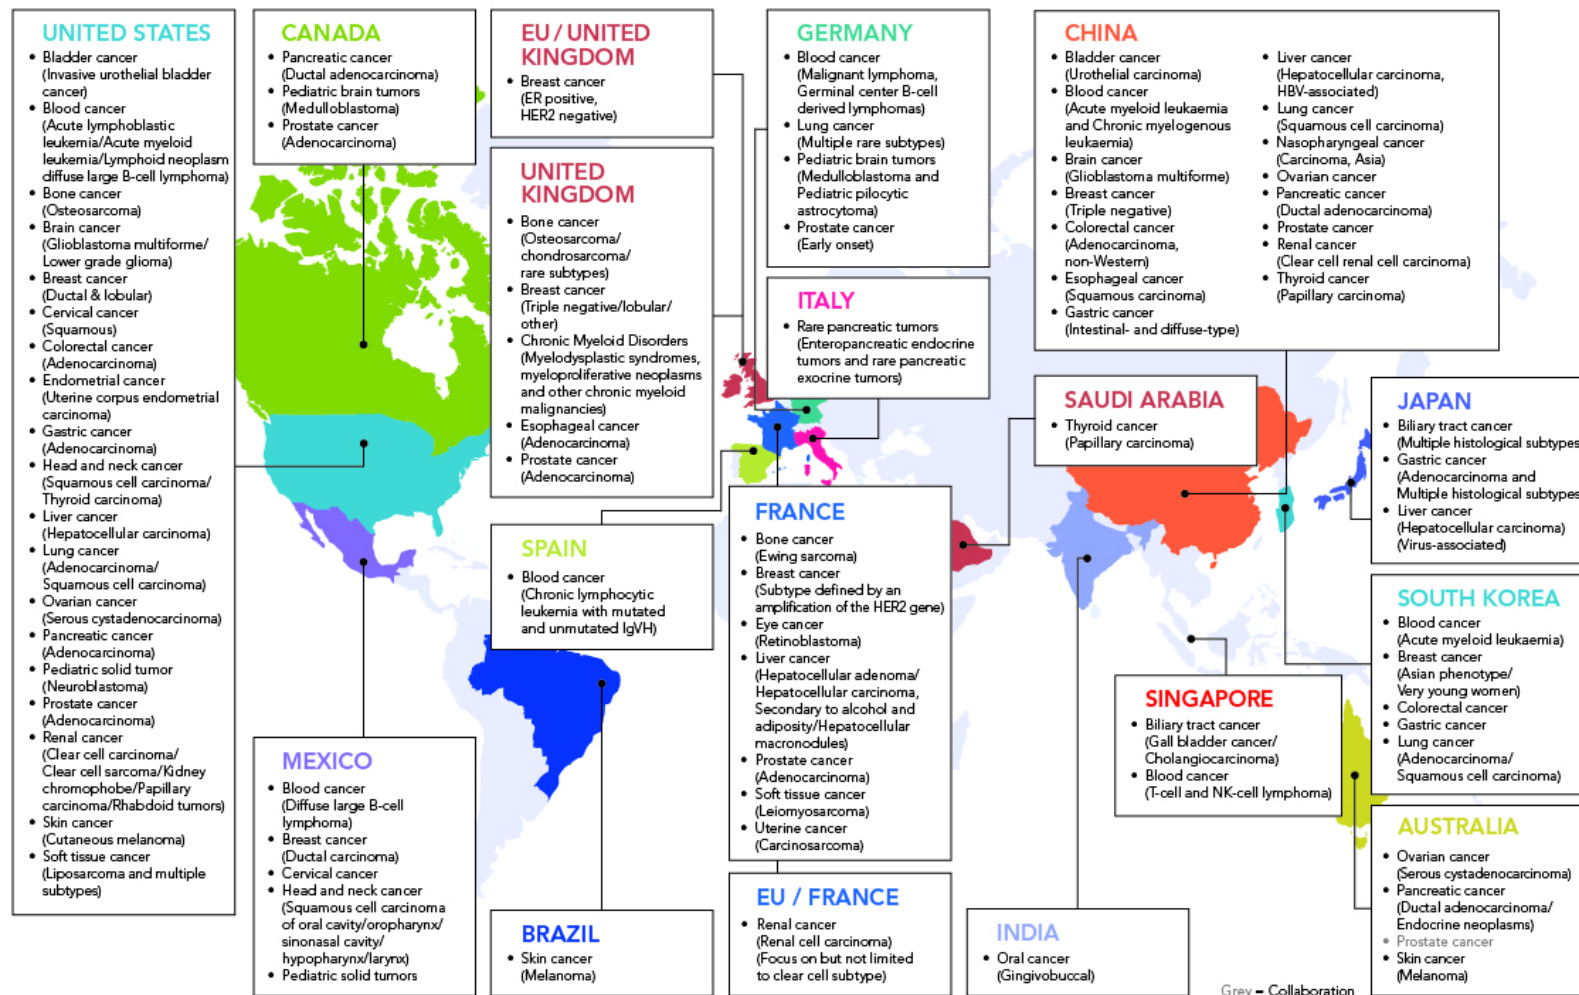 UNITED STATES
• Bladder cancer
(Invasive urothelial bladder
cancer)
• Blood cancer
(Acute lymphoblastic
leukemia/Acute myeloid
leukemia/Lymphoid neoplasm
diffuse large B-cell lymphoma)
• Bone cancer
(Osteosarcoma)
• Brain cancer
(Glioblastoma multiforme/
Lower grade glioma)
• Breast cancer
(Ductal & lobular)
• Cervical cancer
(Squamous)
• Colorectal cancer
(Adenocarcinoma)
• Endometrial cancer
(Uterine corpus endometrial
carcinoma)
• Gastric cancer
(Adenocarcinoma)
• Head and neck cancer
(Squamous cell carcinoma/
Thyroid carcinoma)
• Liver cancer
(Hepatocellular carcinoma)
• Lung cancer
(Adenocarcinoma/
Squamous cell carcinoma)
• Ovarian cancer
(Serous cystadenocarcinoma)
• Pancreatic cancer
(Adenocarcinoma)
• Pediatric solid tumor
(Neuroblastoma)
• Prostate cancer
(Adenocarcinoma)
• Renal cancer
(Clear cell carcinoma/
Clear cell sarcoma/Kidney
chromophobe/Papillary
carcinoma/Rhabdoid tumors)
• Skin cancer
(Cutaneous melanoma)
• Soft tissue cancer
(Liposarcoma and multiple
subtypes)
CANADA
• Pancreatic cancer
(Ductal adenocarcinoma)
• Pediatric brain tumors
(Medulloblastoma)
• Prostate cancer
(Adenocarcinoma)
MEXICO
• Blood cancer
(Diffuse large B-cell
lymphoma)
• Breast cancer
(Ductal carcinoma)
• Cervical cancer
• Head and neck cancer
(Squamous cell carcinoma
of oral cavity/oropharynx/
sinonasal cavity/
hypopharynx/larynx)
• Pediatric solid tumors
EU / UNITED
KINGDOM
• Breast cancer
(ER positive,
HER2 negative)
UNITED
KINGDOM
• Bone cancer
(Osteosarcoma/
chondrosarcoma/
rare subtypes)
• Breast cancer
(Triple negative/lobular/
other)
• Chronic Myeloid Disorders
(Myelodysplastic syndromes,
myeloproliferative neoplasms
and other chronic myeloid
malignancies)
• Esophageal cancer
(Adenocarcinoma)
• Prostate cancer
(Adenocarcinoma)
SPAIN
• Blood cancer
(Chronic lymphocytic
leukemia with mutated
and unmutated IgVH)
BRAZIL
• Skin cancer
(Melanoma)
GERMANY
• Blood cancer
(Malignant lymphoma,
Germinal center B-cell
derived lymphomas)
• Lung cancer
(Multiple rare subtypes)
• Pediatric brain tumors
(Medulloblastoma and
Pediatric pilocytic
astrocytoma)
• Prostate cancer
(Early onset)
ITALY
• Rare pancreatic tumors
(Enteropancreatic endocrine
tumors and rare pancreatic
exocrine tumors)
FRANCE
• Bone cancer
(Ewing sarcoma)
• Breast cancer
(Subtype defined by an
amplification of the HER2 gene)
• Eye cancer
(Retinoblastoma)
• Liver cancer
(Hepatocellular adenoma/
Hepatocellular carcinoma,
Secondary to alcohol and
adiposity/Hepatocellular
macronodules)
• Prostate cancer
(Adenocarcinoma)
• Soft tissue cancer
(Leiomyosarcoma)
• Uterine cancer
(Carcinosarcoma)
EU / FRANCE
• Renal cancer
(Renal cell carcinoma)
(Focus on but not limited
to clear cell subtype)
CHINA
• Bladder cancer
(Urothelial carcinoma)
• Blood cancer
(Acute myeloid leukaemia
and Chronic myelogenous
leukaemia)
• Brain cancer
(Glioblastoma multiforme)
• Breast cancer
(Triple negative)
• Colorectal cancer
(Adenocarcinoma,
non-Western)
• Esophageal cancer
(Squamous carcinoma)
• Gastric cancer
(Intestinal- and diffuse-type)
• Liver cancer
(Hepatocellular carcinoma,
HBV-associated)
• Lung cancer
(Squamous cell carcinoma)
• Nasopharyngeal cancer
(Carcinoma, Asia)
• Ovarian cancer
• Pancreatic cancer
(Ductal adenocarcinoma)
• Prostate cancer
• Renal cancer
(Clear cell renal cell carcinoma)
• Thyroid cancer
(Papillary carcinoma)
SAUDI ARABIA
• Thyroid cancer
(Papillary carcinoma)
JAPAN
• Biliary tract cancer
(Multiple histological subtypes
• Gastric cancer
(Adenocarcinoma and
Multiple histological subtypes
• Liver cancer
(Hepatocellular carcinoma)
(Virus-associated)
SOUTH KOREA
• Blood cancer
(Acute myeloid leukaemia)
• Breast cancer
(Asian phenotype/
Very young women)
• Colorectal cancer
• Gastric cancer
• Lung cancer
(Adenocarcinoma/
Squamous cell carcinoma)
SINGAPORE
• Biliary tract cancer
(Gall bladder cancer/
Cholangiocarcinoma)
• Blood cancer
(T-cell and NK-cell lymphoma)
INDIA
• Oral cancer
(Gingivobuccal)
AUSTRALIA
• Ovarian cancer
(Serous cystadenocarcinoma)
• Pancreatic cancer
(Ductal adenocarcinoma/
Endocrine neoplasms)
• Prostate cancer
• Skin cancer
(Melanoma)
Grey = Collaboration